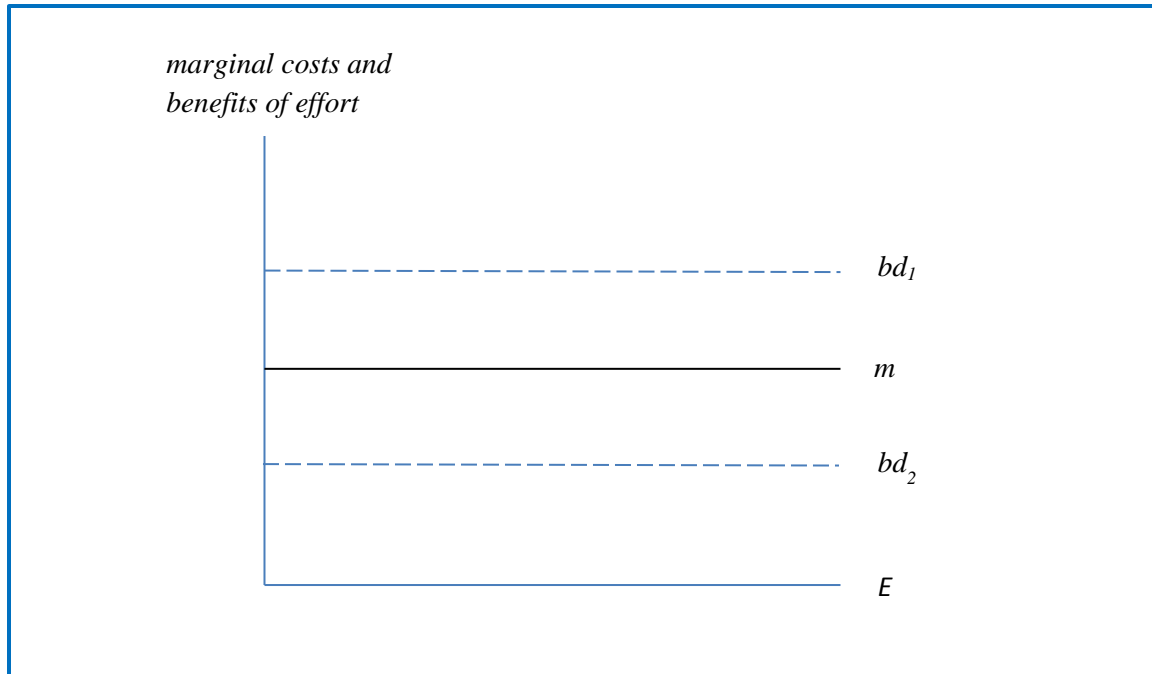 marginal costs and
benefits of effort
bd₁
m
bd₂
E